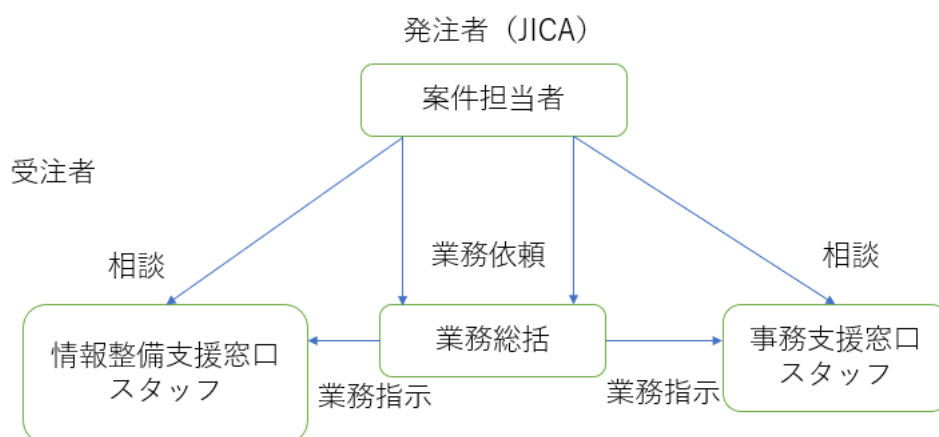 発注者（JICA）
案件担当者
受注者
相談
業務依頼
相談
情報整備支援窓口
スタッフ
業務総括
事務支援窓口
スタッフ
業務指示
業務指示